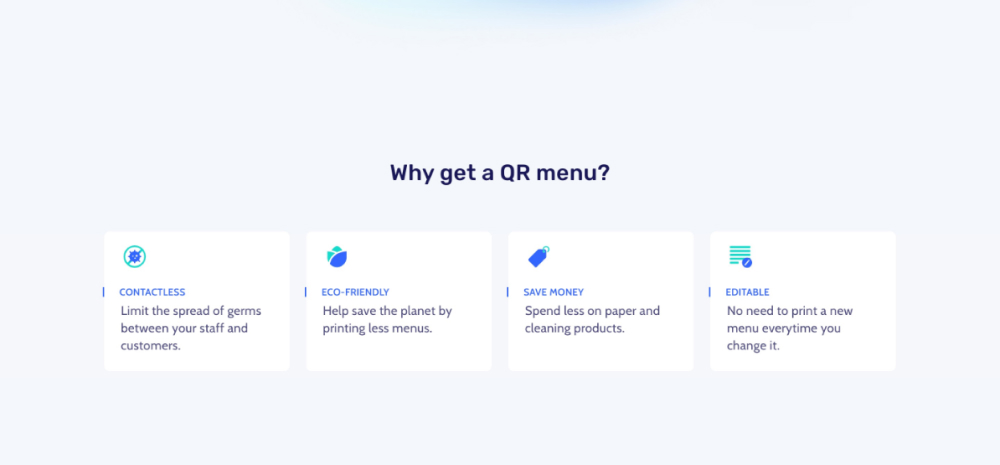 Why get a QR menu?
CONTACTLESS
Limit the spread of germs
between your staff and
customers.
ECO-FRIENDLY
Help save the planet by
printing less menus.
SAVE MONEY
Spend less on paper and
cleaning products.
EDITABLE
No need to print a new
menu everytime you
change it.